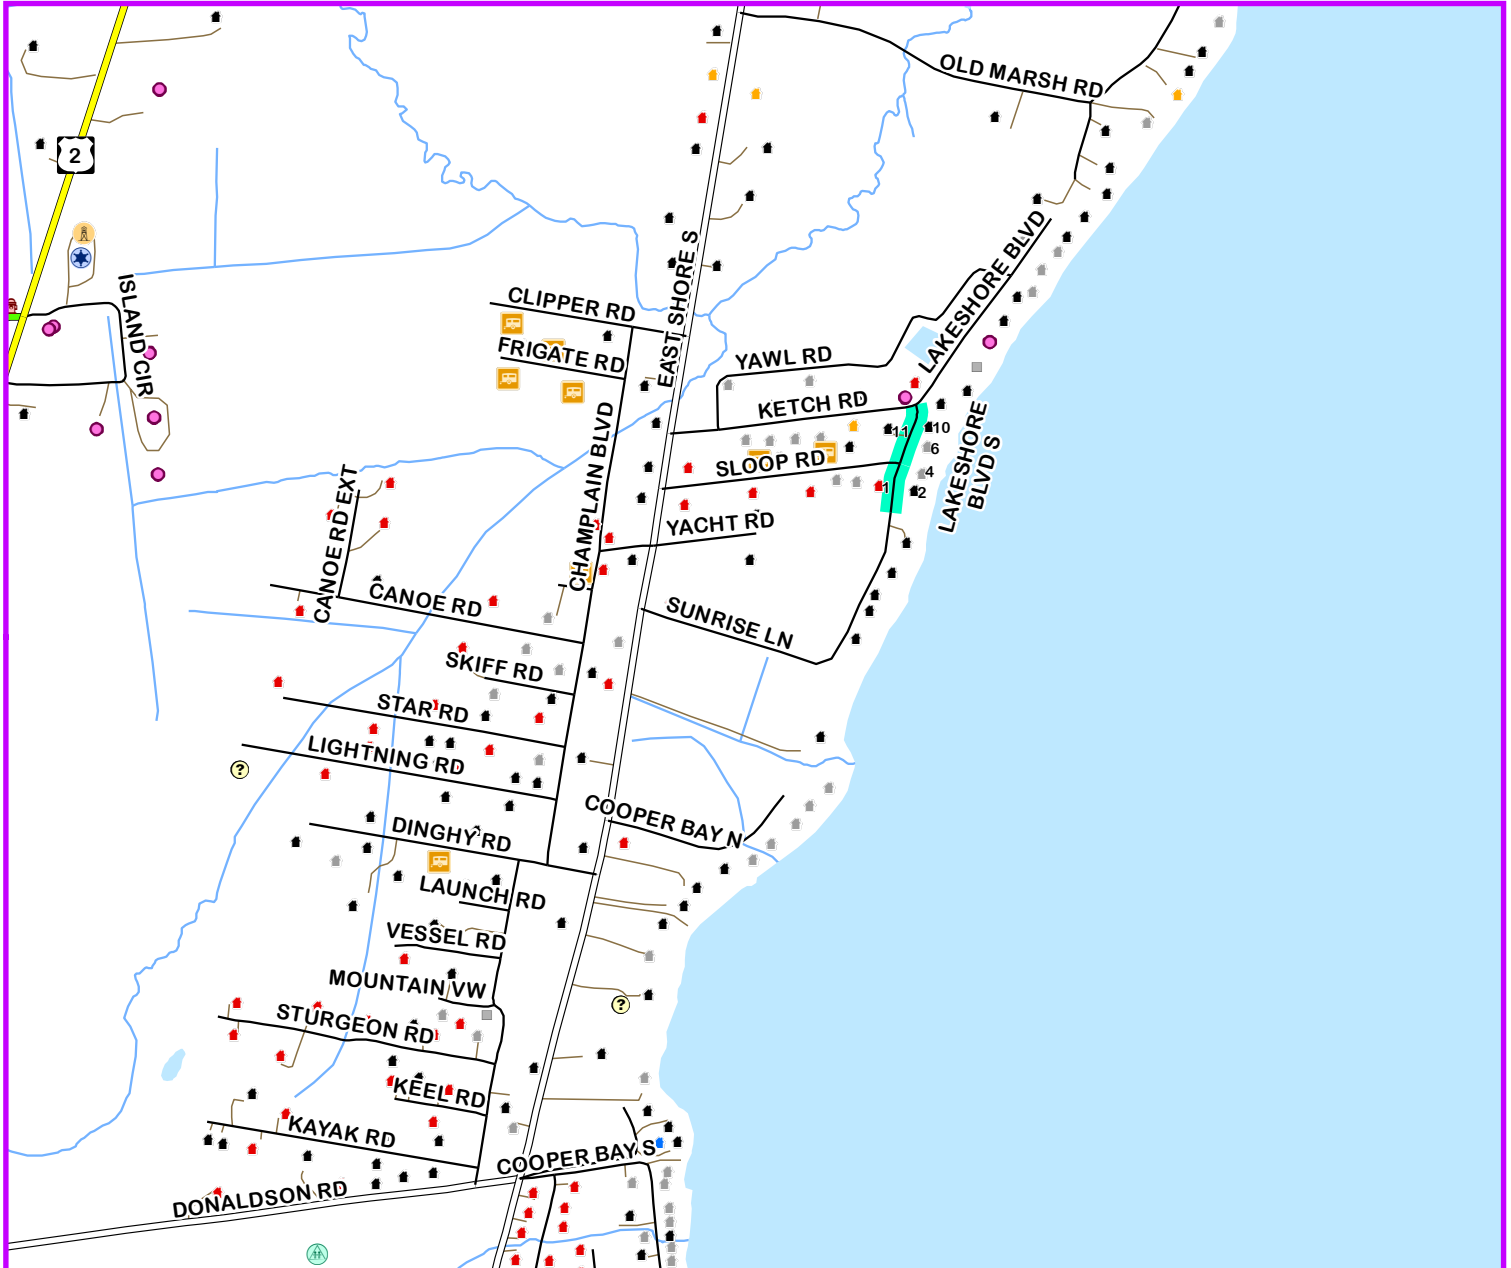 OLD MARSH RD
2
EAST SHORE S
LAKESHORE BLVD
ISLAND CIR
CLIPPER RD
FRIGATE RD
YAWL RD
KETCH RD
11
10
SLOOP RD
6
4
1
2
LAKESHORE
BLVD S
CHAMPLAIN BLVD
CANOE RD EXT
YACHT RD
CANOE RD
SUNRISE LN
SKIFF RD
STAR RD
LIGHTNING RD
?
COOPER BAY N
DINGHY RD
LAUNCH RD
VESSEL RD
MOUNTAIN VW
?
STURGEON RD
KEEL RD
KAYAK RD
COOPER BAY S
DONALDSON RD